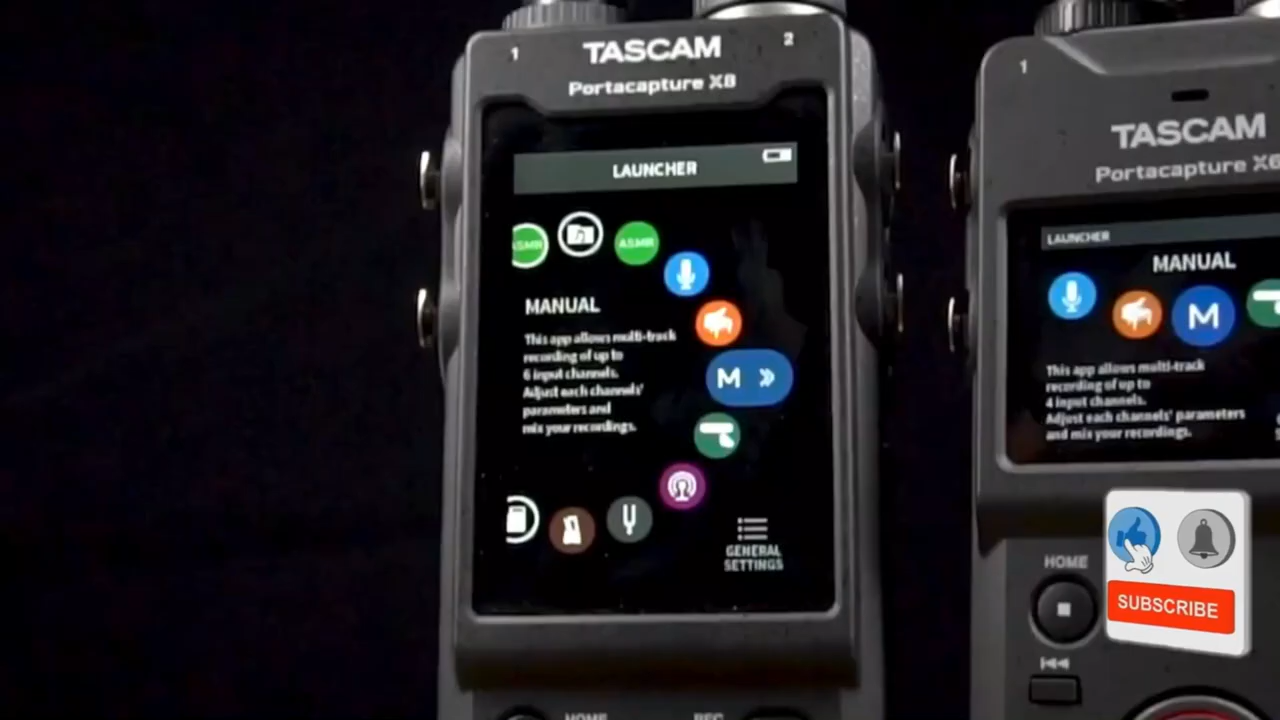 1
TASCAM
2
Portacapture X8
LAUNCHER
ASMR
ASMR
MANUAL
This app allows multi-track
recording of up to
6 input channels.
Adjust each channels'
parameters and
mix your recordings.
M
GENERAL
SETTINGS
HOME
REC
1
TASCAM
Portacapture X6
LAUNCHER
MANUAL
M
This app allows multi-track
recording of up to
4 input channels.
Adjust each channels' parameters
and mix your recordings.
HOME
SUBSCRIBE